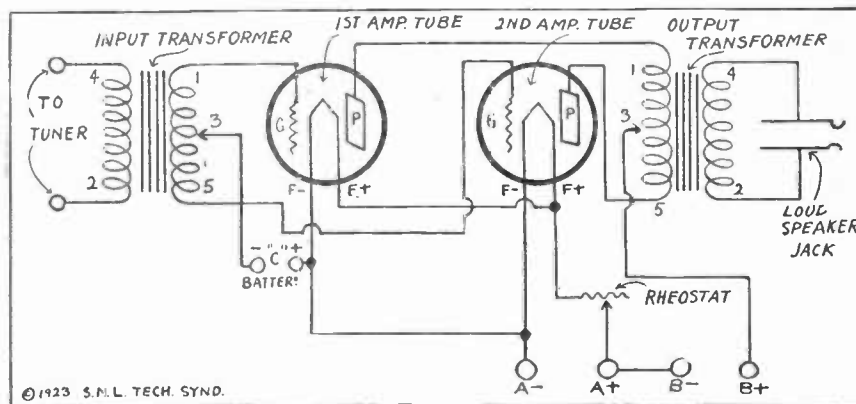 INPUT TRANSFORMER
1ST AMP. TUBE
2ND AMP. TUBE
OUTPUT
TRANSFORMER
4
1
1
4
TO
TUNER
3
G
P
G
P
3
2
5
F-
F+
F-
F+
5
2
LOUD
SPEAKER
JACK
- "C" +
BATTER
RHEOSTAT
A-
A+
B-
B+
©1923 S.M.L. TECH. SYND.